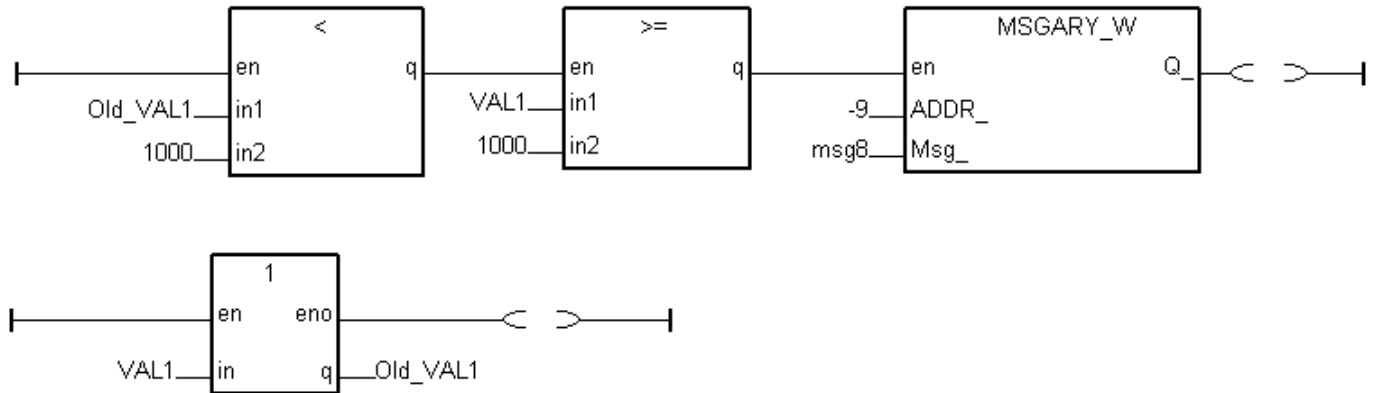 < >= MSGARY_W
en q en q en Q_
Old_VAL1 in1 VAL1 in1 -9 ADDR_
1000 in2 1000 in2 msg8 Msg_
1
en eno
VAL1 in q Old_VAL1